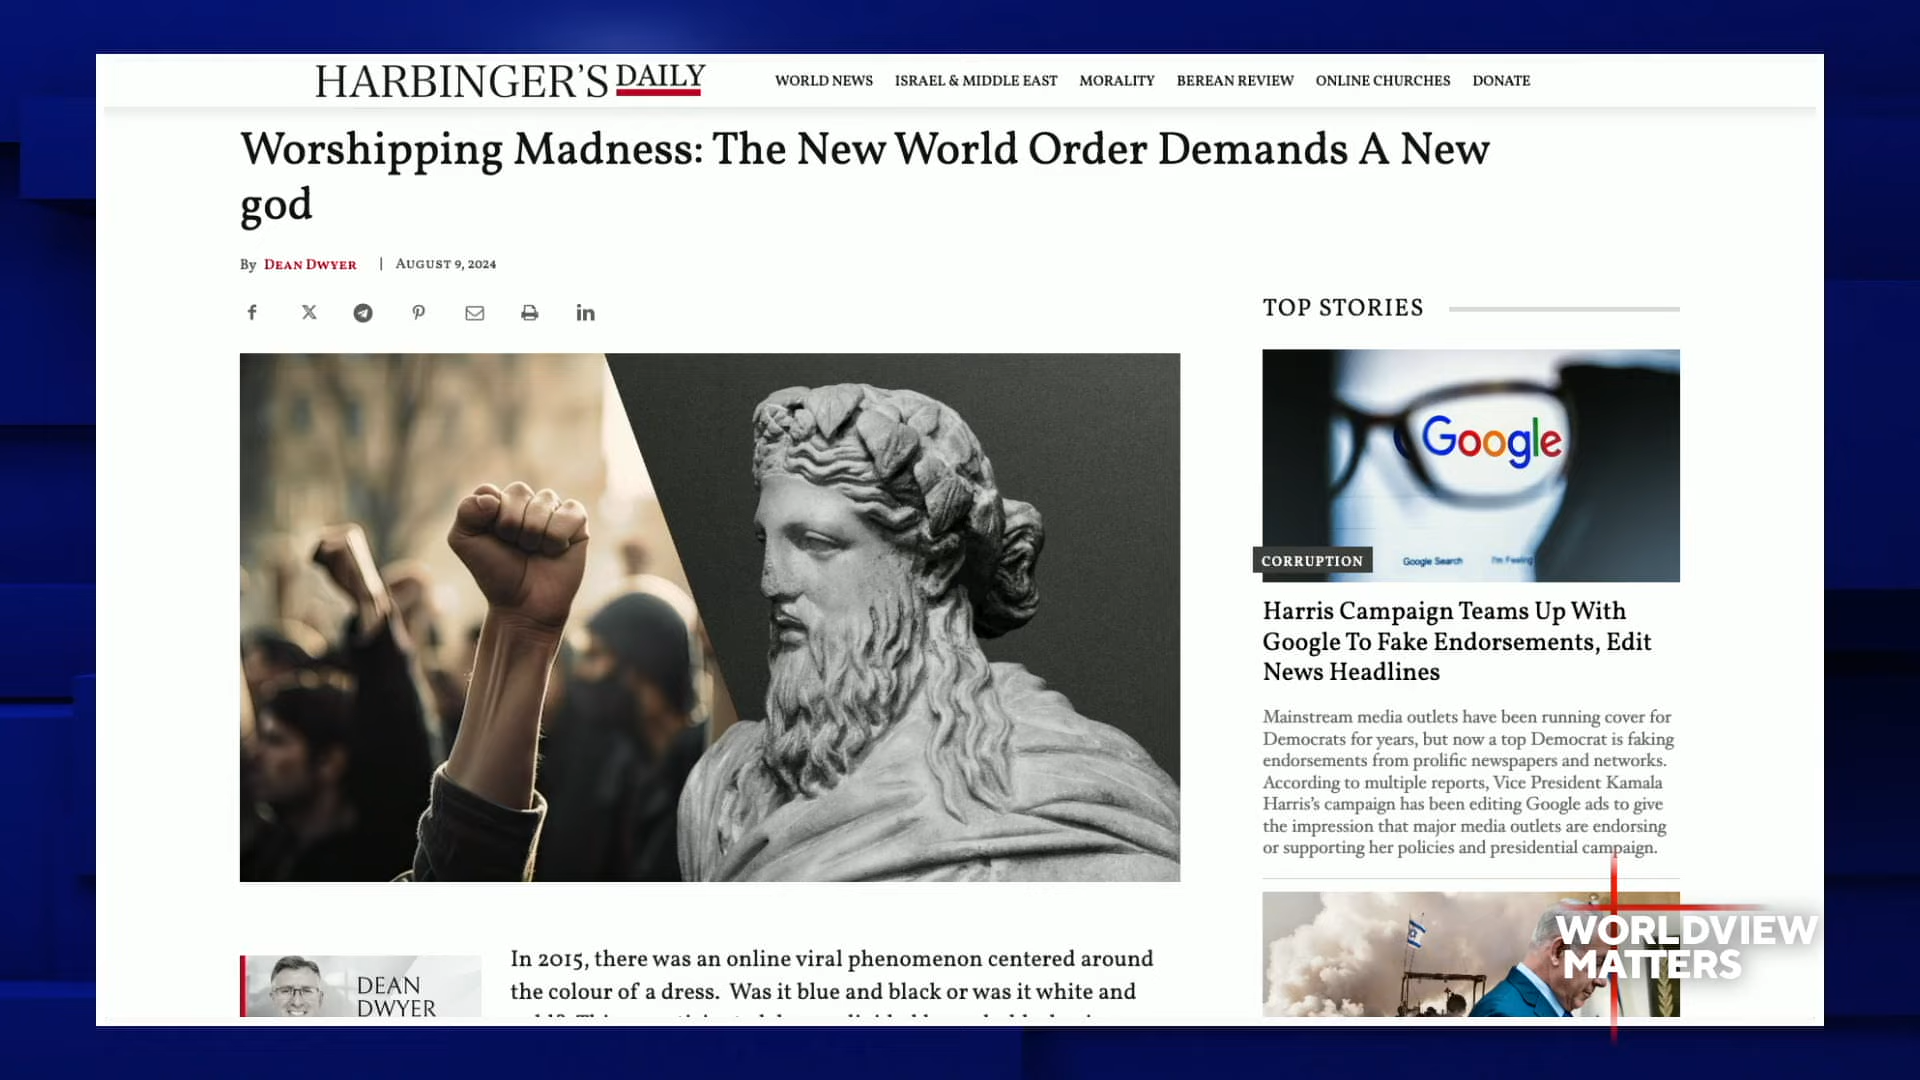 HARBINGER'S DAILY
WORLD NEWS ISRAEL & MIDDLE EAST MORALITY BEREAN REVIEW ONLINE CHURCHES DONATE
Worshipping Madness: The New World Order Demands A New
god
By DEAN DWYER | AUGUST 9, 2024
TOP STORIES
Google
Google Search
CORRUPTION
Harris Campaign Teams Up With
Google To Fake Endorsements, Edit
News Headlines
Mainstream media outlets have been running cover for
Democrats for years, but now a top Democrat is faking
endorsements from prolific newspapers and networks.
According to multiple reports, Vice President Kamala
Harris's campaign has been editing Google ads to give
the impression that major media outlets are endorsing
or supporting her policies and presidential campaign.
DEAN
DWYER
In 2015, there was an online viral phenomenon centered around
the colour of a dress. Was it blue and black or was it white and
WORLDVIEW
MATTERS